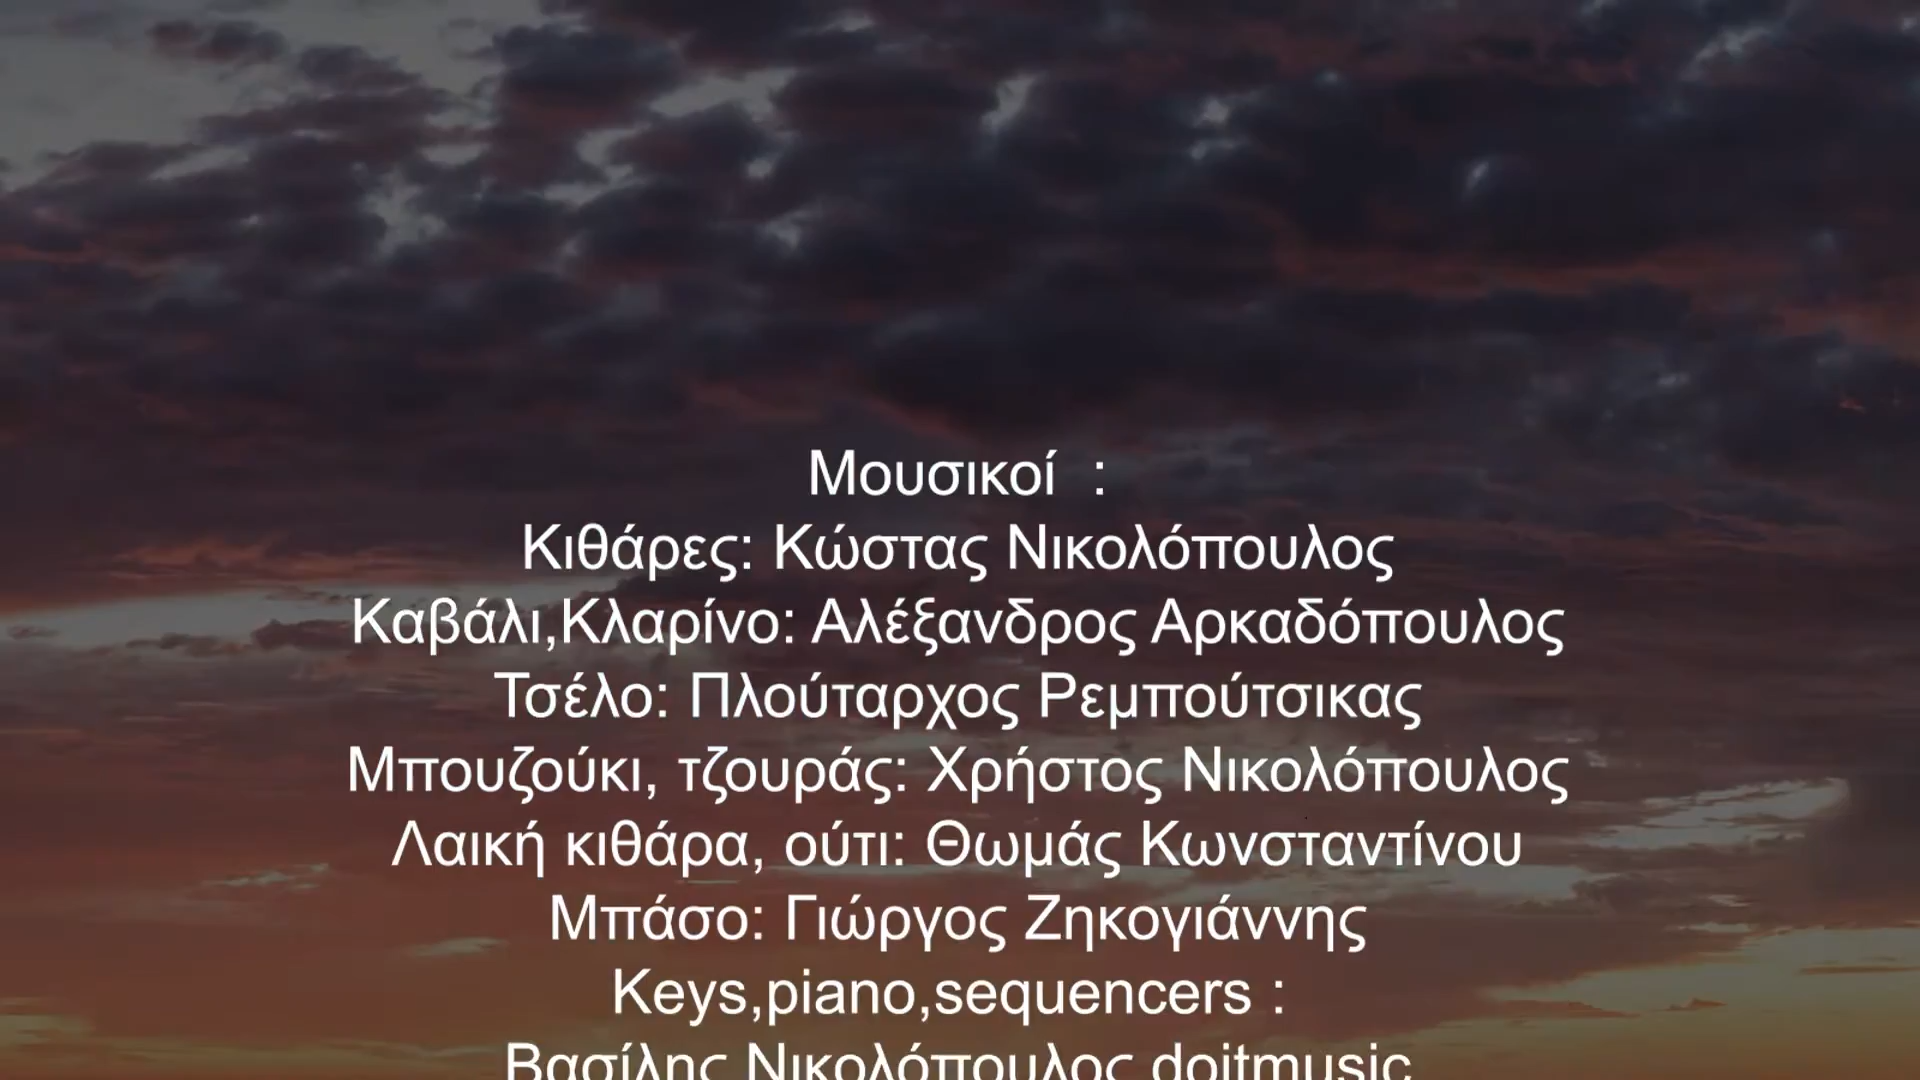 Μουσικοί  :
Κιθάρες: Κώστας Νικολόπουλος
Καβάλι,Κλαρίνο: Αλέξανδρος Αρκαδόπουλος
Τσέλο: Πλούταρχος Ρεμπούτσικας
Μπουζούκι, τζουράς: Χρήστος Νικολόπουλος
Λαική κιθάρα, ούτι: Θωμάς Κωνσταντίνου
Μπάσο: Γιώργος Ζηκογιάννης
Keys,piano,sequencers :
Βασίλης Νικολόπουλος doitmusic